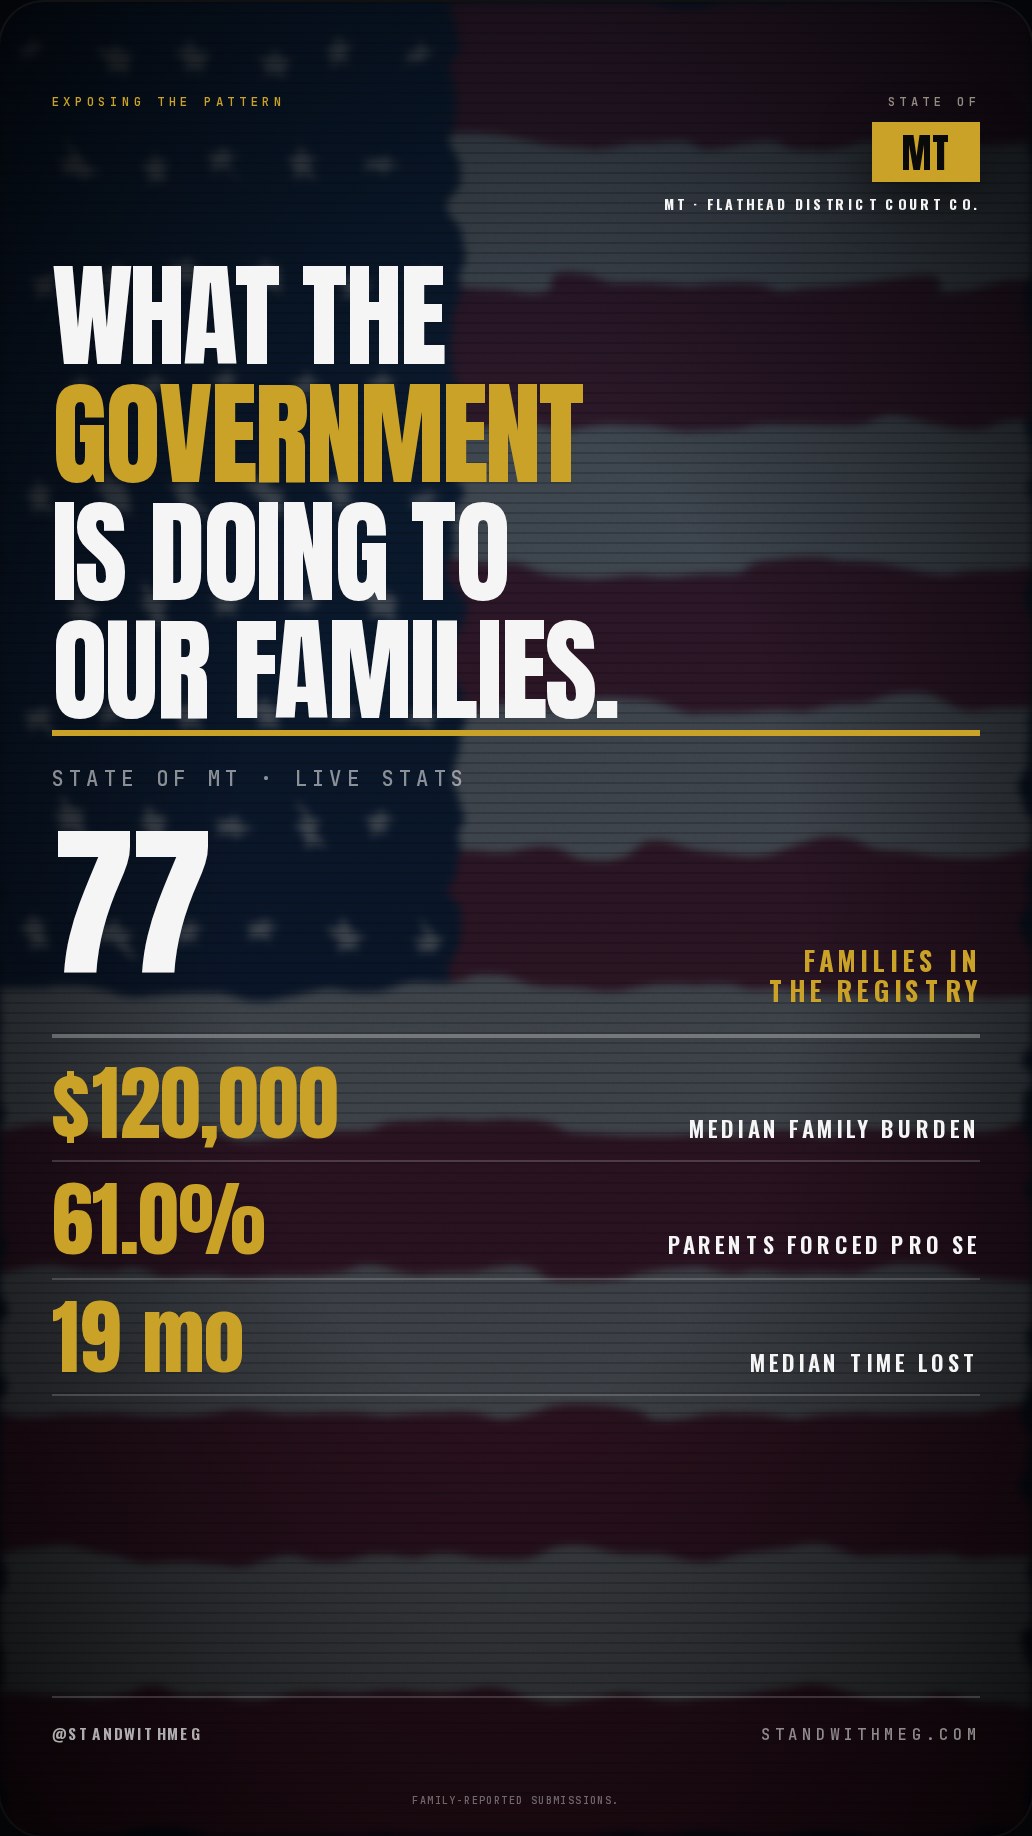 EXPOSING THE PATTERN
STATE OF
MT
MT · FLATHEAD DISTRICT COURT CO.
WHAT THE
GOVERNMENT
IS DOING TO
OUR FAMILIES.
STATE OF MT · LIVE STATS
77
FAMILIES IN
THE REGISTRY
$120,000
MEDIAN FAMILY BURDEN
61.0%
PARENTS FORCED PRO SE
19 mo
MEDIAN TIME LOST
@STANDWITHMEG
STANDWITHMEG.COM
FAMILY-REPORTED SUBMISSIONS.